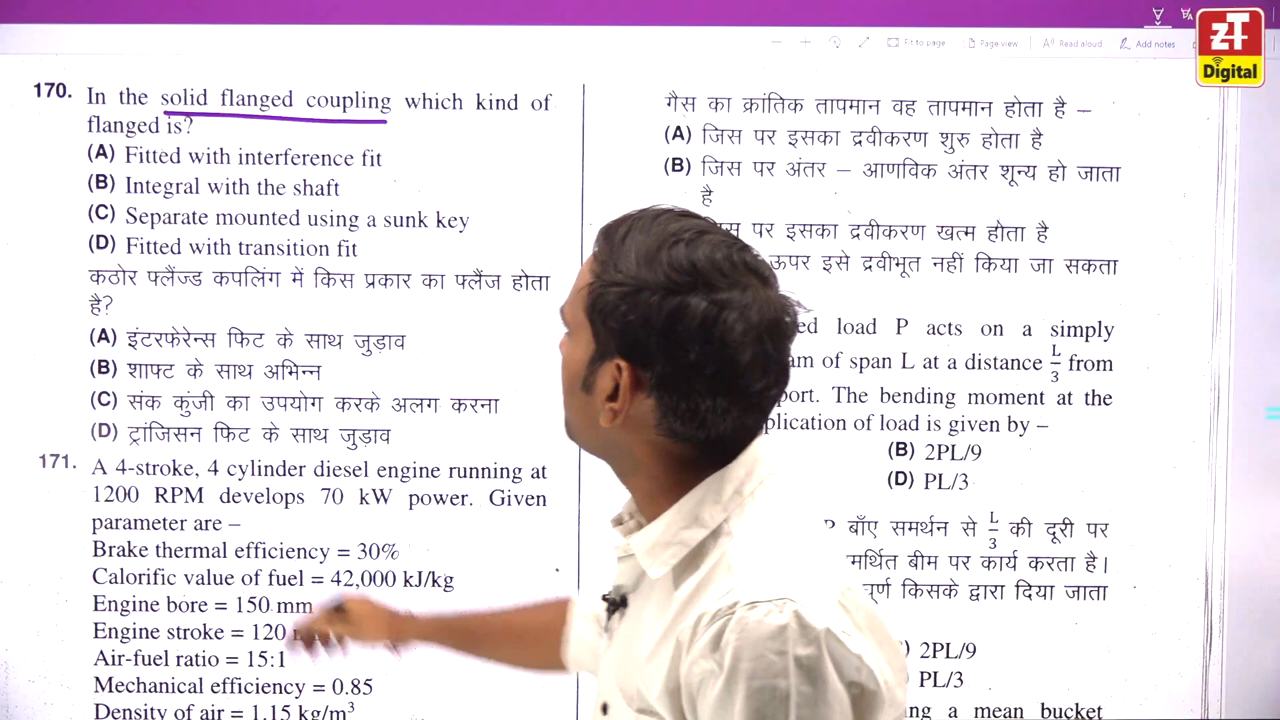 ZT
Digital
Fit to page
Page view
Read aloud
Add notes
170. In the solid flanged coupling which kind of
flanged is?
(A) Fitted with interference fit
(B) Integral with the shaft
(C) Separate mounted using a sunk key
(D) Fitted with transition fit
कठोर फ्लैंज्ड कपलिंग में किस प्रकार का फ्लैंज होता
है?
(A) इंटरफेरेन्स फिट के साथ जुड़ाव
(B) शाफ्ट के साथ अभिन्न
(C) संक कुंजी का उपयोग करके अलग करना
(D) ट्रांजिसन फिट के साथ जुड़ाव
171. A 4-stroke, 4 cylinder diesel engine running at
1200 RPM develops 70 kW power. Given
parameter are –
Brake thermal efficiency = 30%
Calorific value of fuel = 42,000 kJ/kg
Engine bore = 150 mm
Engine stroke = 120
Air-fuel ratio = 15:1
Mechanical efficiency = 0.85
Density of air = 1.15 kg/m³
गैस का क्रांतिक तापमान वह तापमान होता है –
(A) जिस पर इसका द्रवीकरण शुरु होता है
(B) जिस पर अंतर – आणविक अंतर शून्य हो जाता
है
पर इसका द्रवीकरण खत्म होता है
ऊपर इसे द्रवीभूत नहीं किया जा सकता
load P acts on a simply
of span L at a distance L/3 from
The bending moment at the
of load is given by –
(B) 2PL/9
(D) PL/3
बाँए समर्थन से L/3 की दूरी पर
बीम पर कार्य करता है।
किसके द्वारा दिया जाता
2PL/9
PL/3
a mean bucket